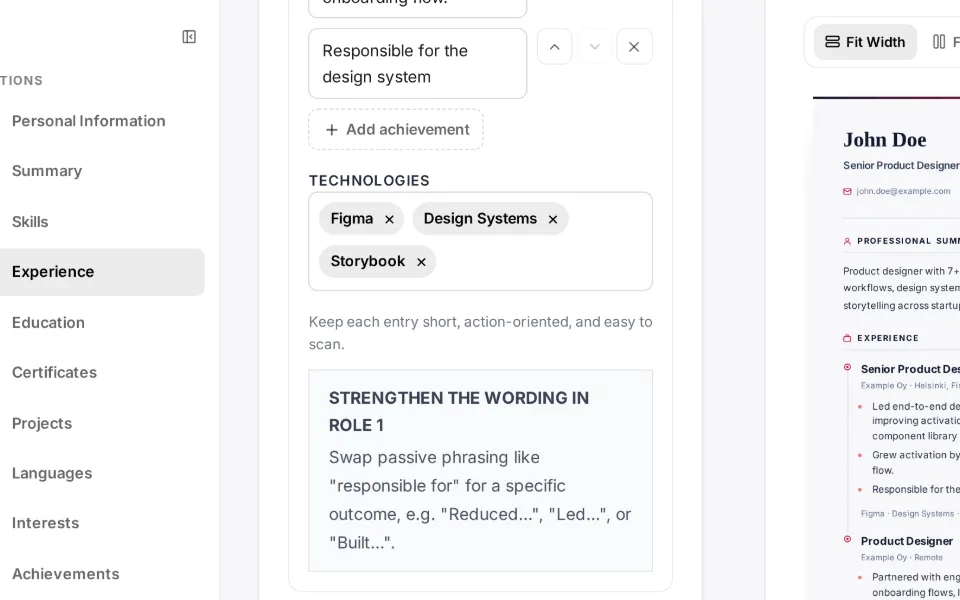 TIONS
Personal Information
Summary
Skills
Experience
Education
Certificates
Projects
Languages
Interests
Achievements
onboarding flow.
Responsible for the
design system
Add achievement
TECHNOLOGIES
Figma
Design Systems
Storybook
Keep each entry short, action-oriented, and easy to
scan.
STRENGTHEN THE WORDING IN
ROLE 1
Swap passive phrasing like
"responsible for" for a specific
outcome, e.g. "Reduced...", "Led...", or
"Built...".
Fit Width
F
John Doe
Senior Product Designer
john.doe@example.com
PROFESSIONAL SUMM
Product designer with 7+
workflows, design system
storytelling across startup
EXPERIENCE
Senior Product Des
Example Oy · Helsinki, Fi
Led end-to-end de
improving activatio
component library
Grew activation by
flow.
Responsible for the
Figma · Design Systems ·
Product Designer
Example Oy · Remote
Partnered with eng
onboarding flows, l